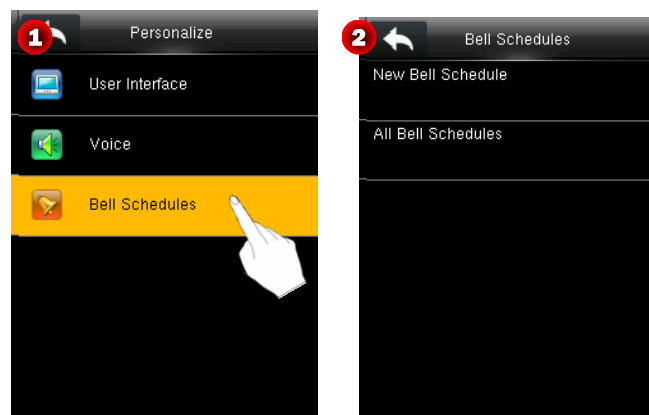 1
Personalize
User Interface
Voice
Bell Schedules
2
Bell Schedules
New Bell Schedule
All Bell Schedules